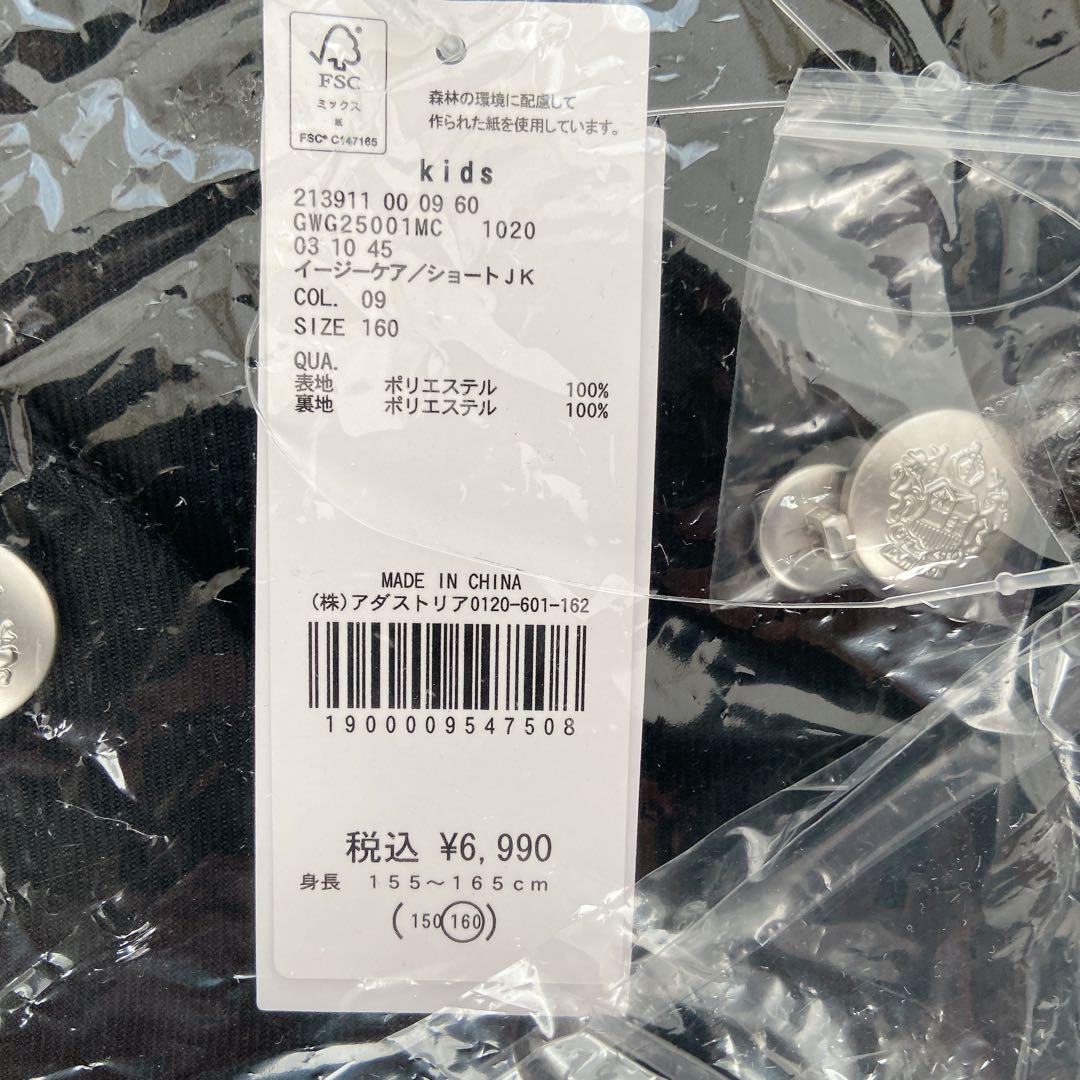 FSC
ミックス
紙
FSC® C147165
森林の環境に配慮して
作られた紙を使用しています。
kids
213911 00 09 60
GWG25001MC 1020
03 10 45
イージーケア/ショートJK
COL. 09
SIZE 160
QUA.
表地 ポリエステル 100%
裏地 ポリエステル 100%
MADE IN CHINA
(株)アダストリア0120-601-162
1900009547508
税込 ¥6,990
身長 155~165cm
(150 160)